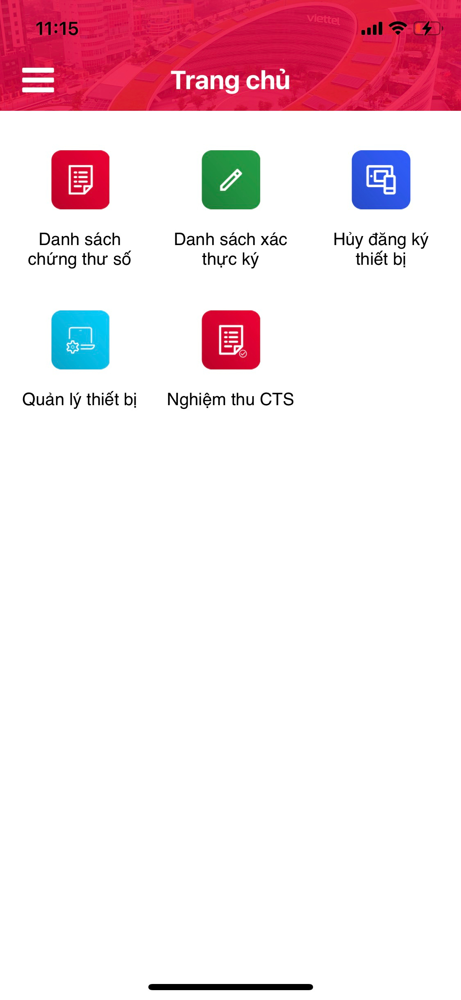 viettel
11:15
Trang chủ
Danh sách
chứng thư số
Danh sách xác
thực ký
Hủy đăng ký
thiết bị
Quản lý thiết bị
Nghiệm thu CTS